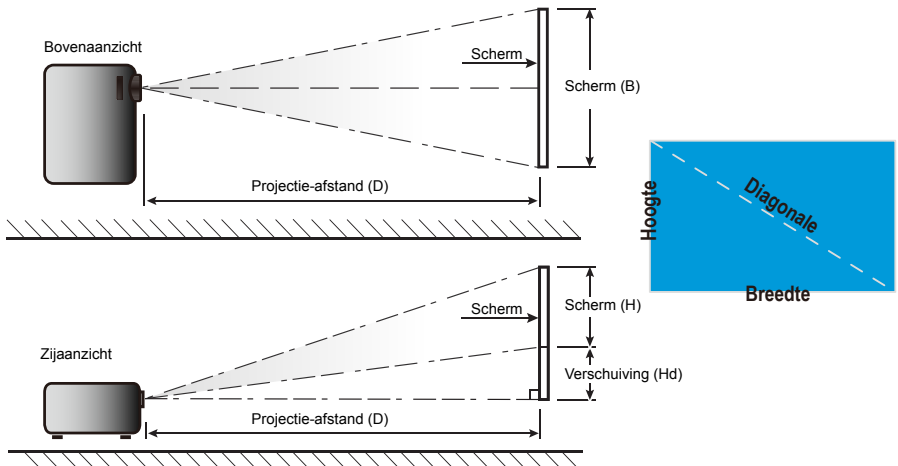 Bovenaanzicht
Scherm
Scherm (B)
Projectie-afstand (D)
Hoogte
Diagonale
Breedte
Scherm
Scherm (H)
Zijaanzicht
Verschuiving (Hd)
Projectie-afstand (D)